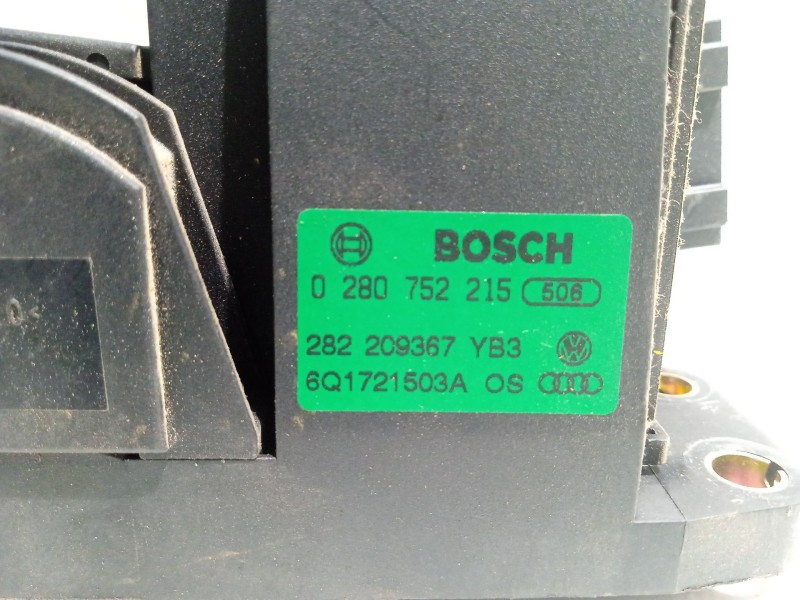 BOSCH
0 280 752 215 506
282 209367 YB3
6Q1721503A OS